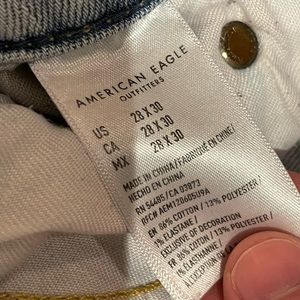 AMERICAN EAGLE
OUTFITTERS
US 28 X 30
CA 28 X 30
MX 28 X 30
MADE IN CHINA/FABRIQUÉ EN CHINE/
HECHO EN CHINA
RN 54485/CA 03873
RFC# AEM120605U9A
EN: 86% COTTON / 13% POLYESTER/
1% ELASTANE/
EXCLUSIVE OF DECORATION
FR: 86% COTON / 13% POLYESTER/
1% ÉLASTHANNE/